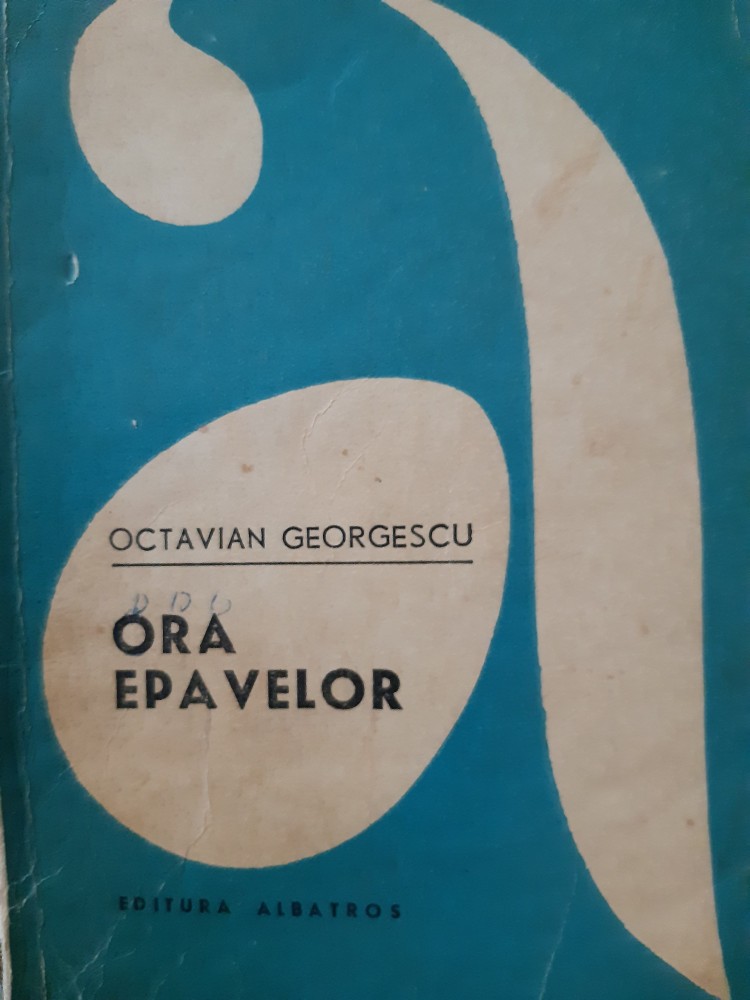 OCTAVIAN GEORGESCU
ORA
EPAVELOR
EDITURA ALBATROS